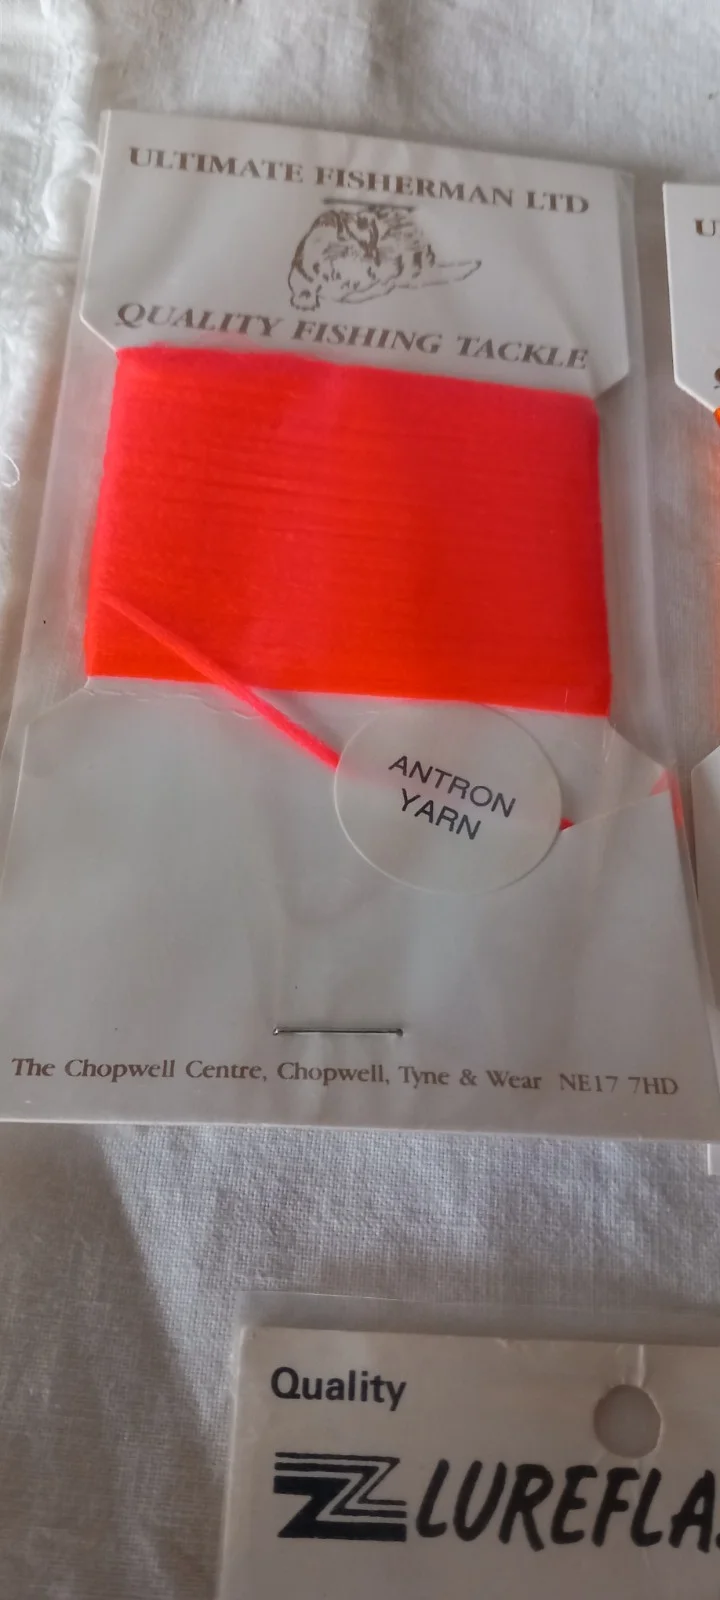 ULTIMATE FISHERMAN LTD
QUALITY FISHING TACKLE
ANTRON
YARN
The Chopwell Centre, Chopwell, Tyne & Wear NE17 7HD
Quality